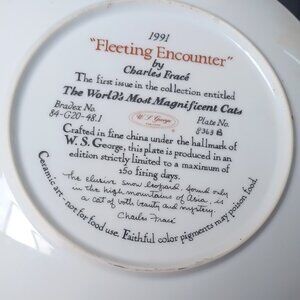 1991
"Fleeting Encounter"
by
Charles Fracé
The first issue in the collection entitled
The World's Most Magnificent Cats
Bradex No.
84-G20-48.1
W. S. George
Plate No.
8363 B
Crafted in fine china under the hallmark of
W. S. George, this plate is produced in an
edition strictly limited to a maximum of
150 firing days.
The elusive snow leopard, found only
in the high mountains of Asia, is
a cat of both beauty and mystery.
Charles Fracé
Ceramic art - not for food use. Faithful color pigments may poison food